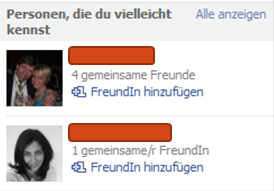 Personen, die du vielleicht kennst
Alle anzeigen
4 gemeinsame Freunde
FreundIn hinzufügen
1 gemeinsame/r FreundIn
FreundIn hinzufügen